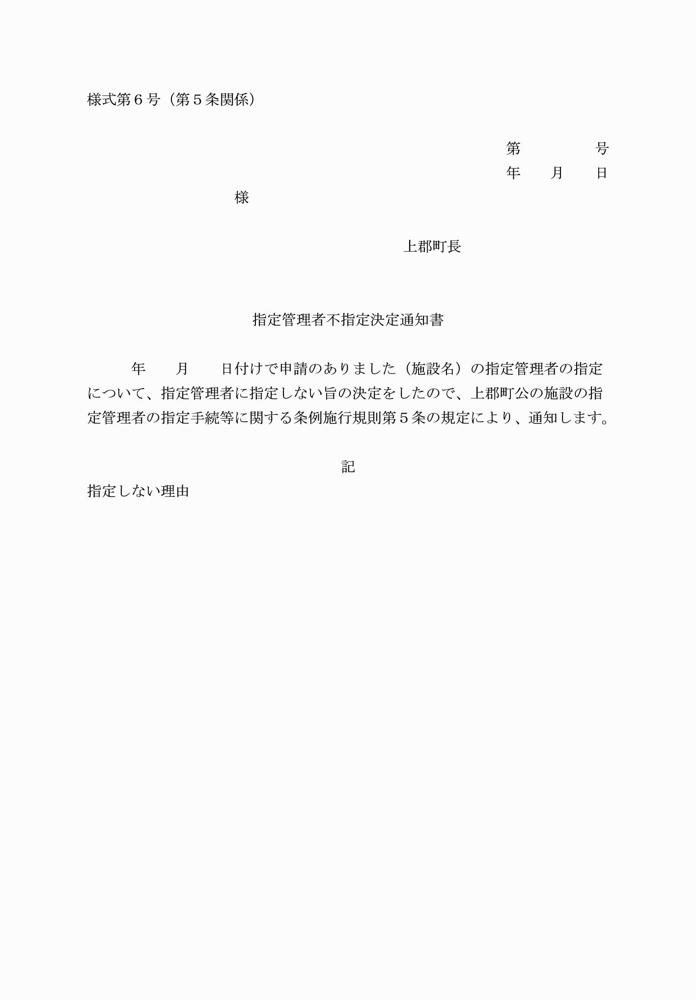 様式第６号（第５条関係）
第　　　　　号
年　　月　　日
様
上郡町長
指定管理者不指定決定通知書
年　　月　　日付けで申請のありました（施設名）の指定管理者の指定
について、指定管理者に指定しない旨の決定をしたので、上郡町公の施設の指
定管理者の指定手続等に関する条例施行規則第５条の規定により、通知します。
記
指定しない理由